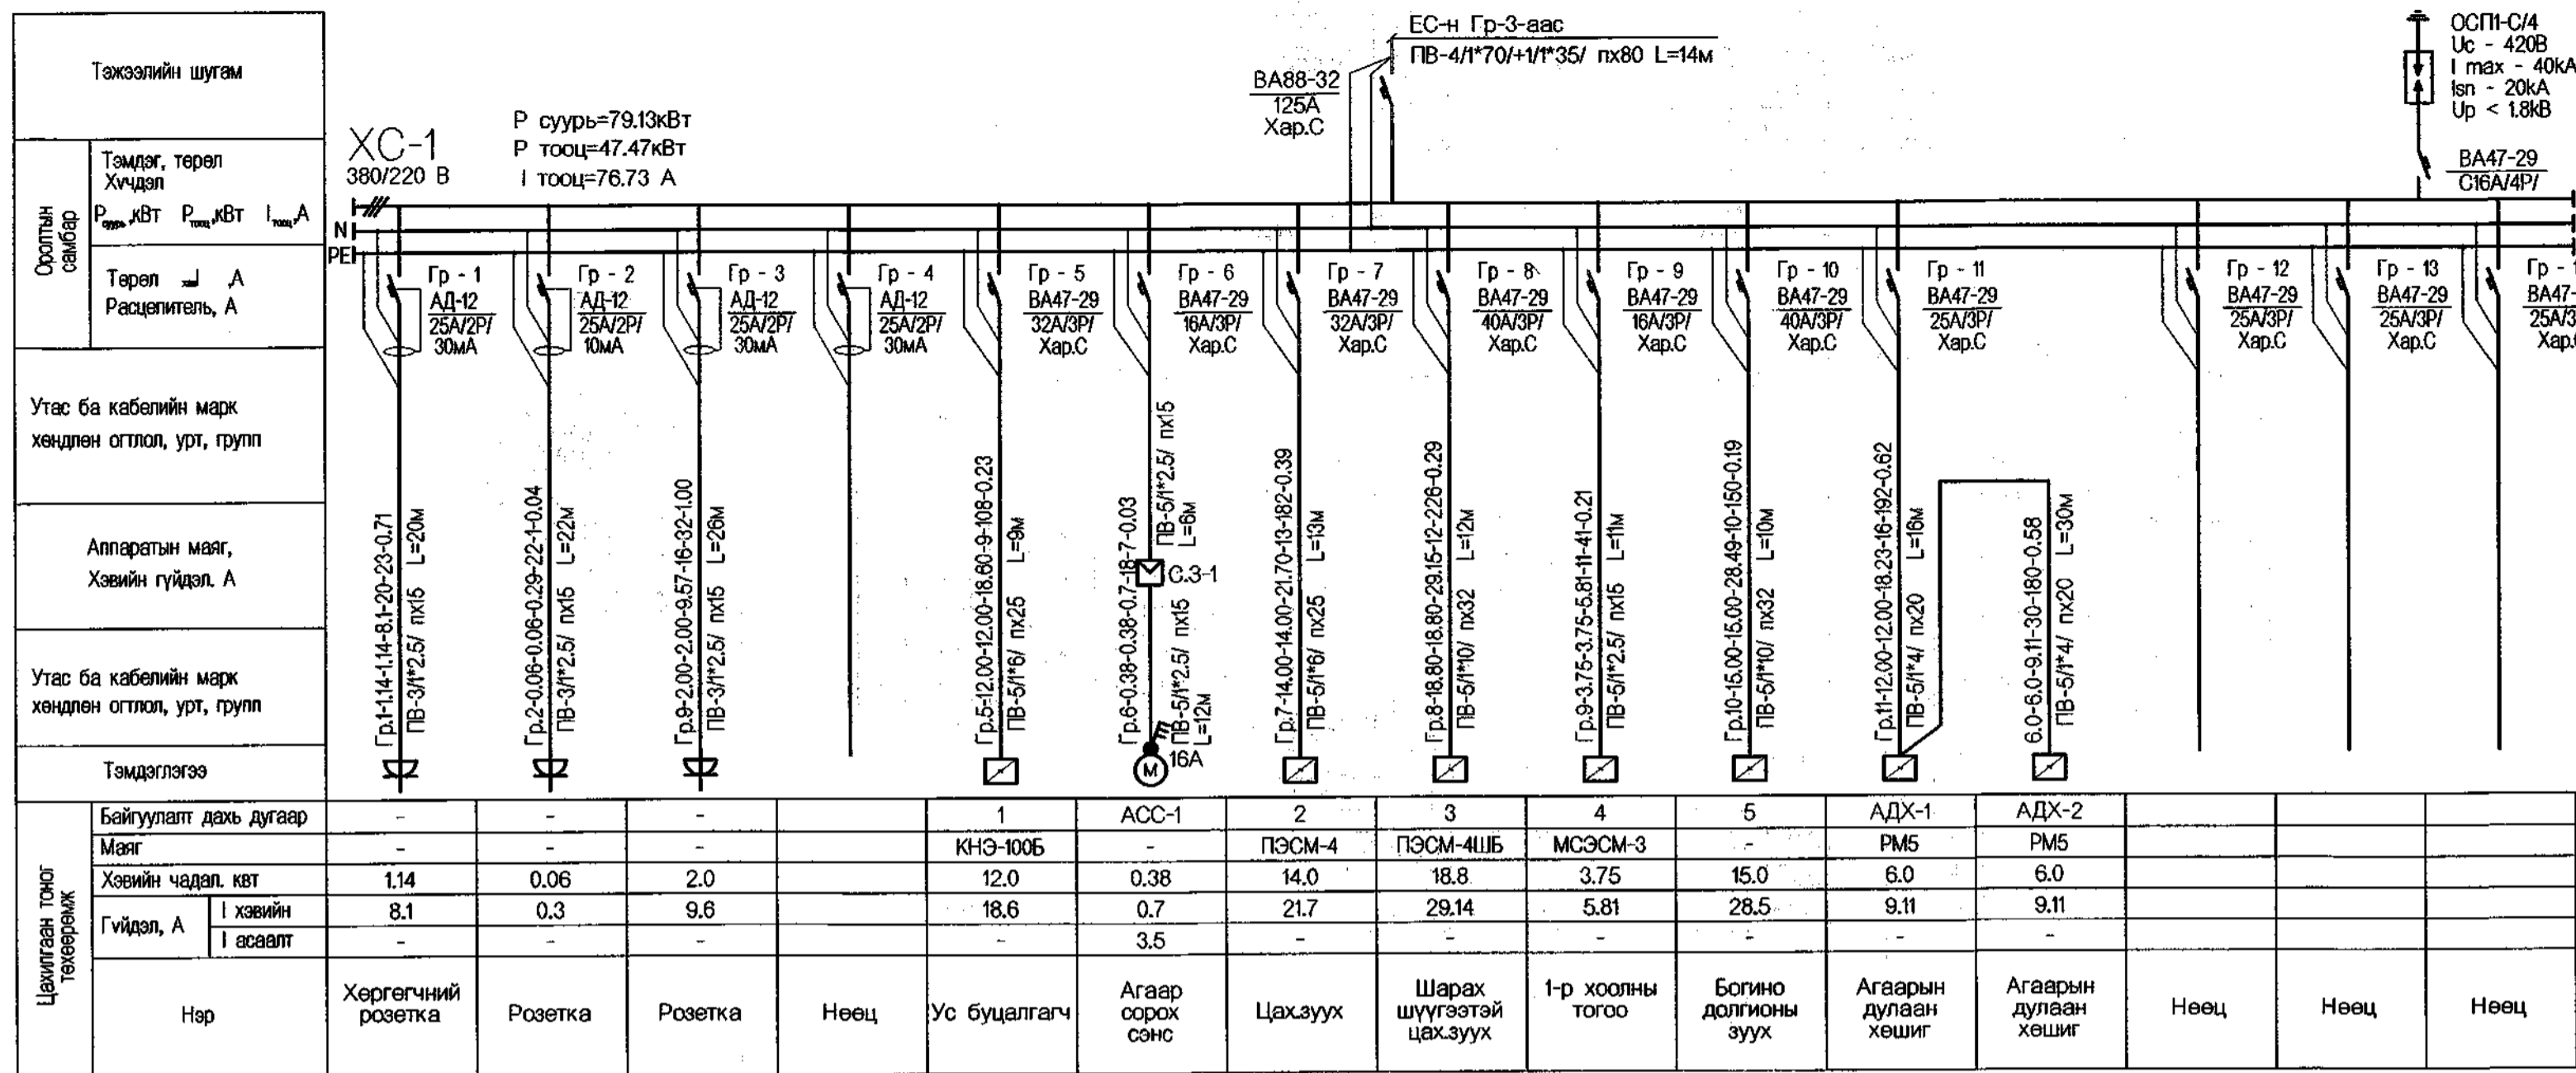 Тэжээлийн шугам
ЕС-н Гр-3-аас
ПВ-4/1*70/+1/1*35/ пх80 L=14м
ВА88-32
125А
Хар.С
ОСП1-С/4
Uc - 420В
I max - 40kA
Isn - 20kA
Up < 1.8kB
ВА47-29
С16А/4Р/
Оролтын самбар
Тэмдэг, төрөл
Хүчдэл
Pсуурь,кВт Pтооц,кВт Iтооц,А
Төрөл ,А
Расцепитель, А
ХС-1
380/220 В
Р суурь=79.13кВт
Р тооц=47.47кВт
I тооц=76.73 А
N
PE
Гр - 1
АД-12
25А/2Р/
30мА
Гр - 2
АД-12
25А/2Р/
10мА
Гр - 3
АД-12
25А/2Р/
30мА
Гр - 4
АД-12
25А/2Р/
30мА
Гр - 5
ВА47-29
32А/3Р/
Хар.С
Гр - 6
ВА47-29
16А/3Р/
Хар.С
Гр - 7
ВА47-29
32А/3Р/
Хар.С
Гр - 8
ВА47-29
40А/3Р/
Хар.С
Гр - 9
ВА47-29
16А/3Р/
Хар.С
Гр - 10
ВА47-29
40А/3Р/
Хар.С
Гр - 11
ВА47-29
25А/3Р/
Хар.С
Гр - 12
ВА47-29
25А/3Р/
Хар.С
Гр - 13
ВА47-29
25А/3Р/
Хар.С
Гр - 1
ВА47-
25А/3
Хар.
Утас ба кабелийн марк
хөндлөн огтлол, урт, групп
Аппаратын маяг,
Хэвийн гүйдэл. А
Утас ба кабелийн марк
хөндлөн огтлол, урт, групп
Тэмдэглэгээ
Гр.1-1.14-1.14-8.1-20-23-0.71
ПВ-3/1*2.5/ пх15 L=20м
Гр.2-0.06-0.06-0.29-22-1-0.04
ПВ-3/1*2.5/ пх15 L=22м
Гр.9-2.00-2.00-9.57-16-32-1.00
ПВ-3/1*2.5/ пх15 L=26м
Гр.5-12.00-12.00-18.60-9-108-0.23
ПВ-5/1*6/ пх25 L=9м
Гр.6-0.38-0.38-0.7-18-7-0.03
ПВ-5/1*2.5/ пх15
L=6м
С.3-1
ПВ-5/1*2.5/ пх15
L=12м
16А
М
Гр.7-14.00-14.00-21.70-13-182-0.39
ПВ-5/1*6/ пх25 L=13м
Гр.8-18.80-18.80-29.15-12-226-0.29
ПВ-5/1*10/ пх32 L=12м
Гр.9-3.75-3.75-5.81-11-41-0.21
ПВ-5/1*2.5/ пх15 L=11м
Гр.10-15.00-15.00-28.49-10-150-0.19
ПВ-5/1*10/ пх32 L=10м
Гр.11-12.00-12.00-18.23-16-192-0.62
ПВ-5/1*4/ пх20 L=16м
6.0-6.0-9.11-30-180-0.58
ПВ-5/1*4/ пх20 L=30м
Цахилгаан тоног төхөөрөмж
Байгуулалт дахь дугаар - - - 1 АСС-1 2 3 4 5 АДХ-1 АДХ-2
Маяг - - - КНЭ-100Б - ПЭСМ-4 ПЭСМ-4ШБ МСЭСМ-3 - РМ5 РМ5
Хэвийн чадал. квт 1.14 0.06 2.0 12.0 0.38 14.0 18.8 3.75 15.0 6.0 6.0
Гүйдэл, А
I хэвийн 8.1 0.3 9.6 18.6 0.7 21.7 29.14 5.81 28.5 9.11 9.11
I асаалт - - - - 3.5 - - - - - -
Нэр
Хөргөгчний
розетка
Розетка
Розетка
Нөөц
Ус буцалгагч
Агаар
сорох
сэнс
Цах.зуух
Шарах
шүүгээтэй
цах.зуух
1-р хоолны
тогоо
Богино
долгионы
зуух
Агаарын
дулаан
хөшиг
Агаарын
дулаан
хөшиг
Нөөц
Нөөц
Нөөц